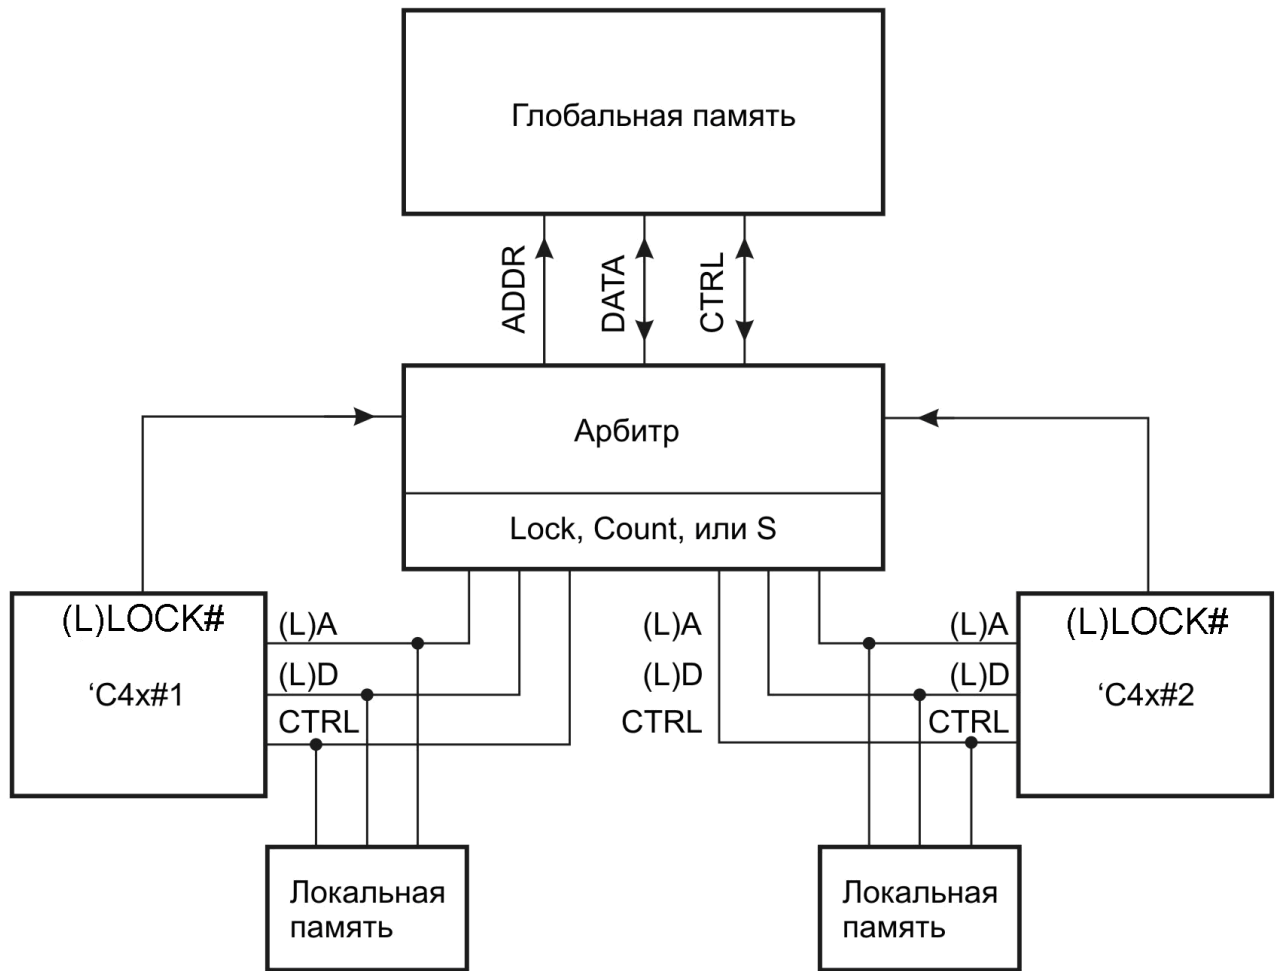 Глобальная память
ADDR
DATA
CTRL
Арбитр
Lock, Count, или S
(L)LOCK#
‘C4x#1
(L)A
(L)D
CTRL
(L)A
(L)D
CTRL
(L)A
(L)D
CTRL
(L)LOCK#
‘C4x#2
Локальная
память
Локальная
память